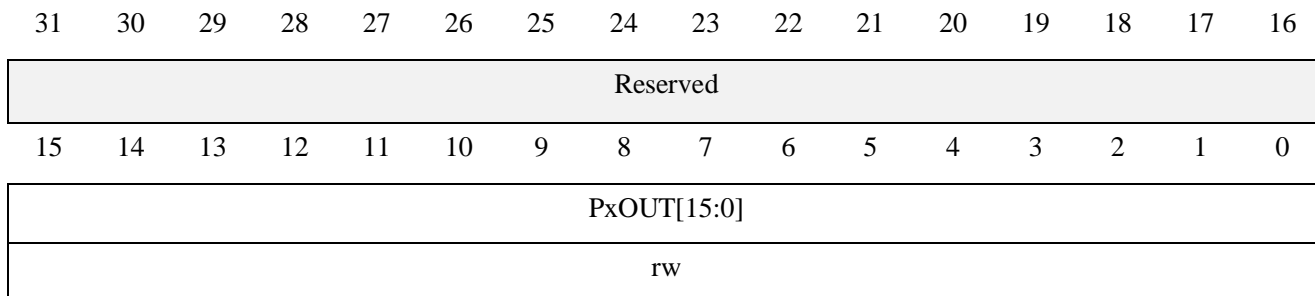 31 30 29 28 27 26 25 24 23 22 21 20 19 18 17 16
Reserved
15 14 13 12 11 10 9 8 7 6 5 4 3 2 1 0
PxOUT[15:0]
rw